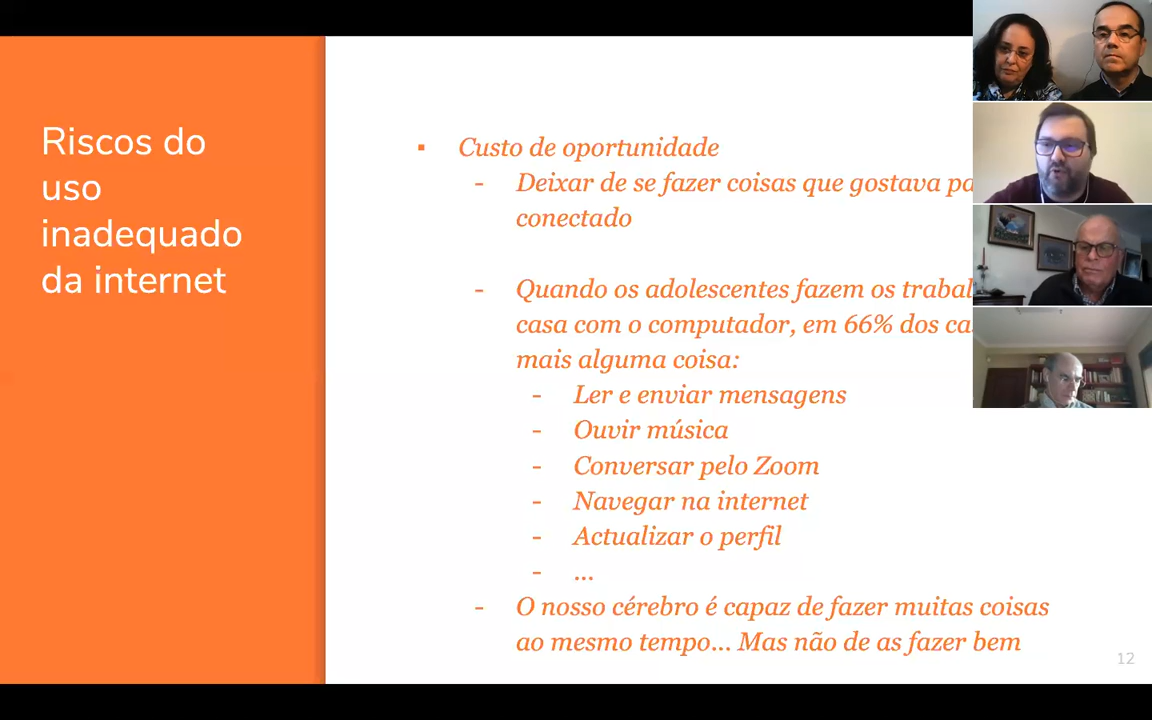 Riscos do
uso
inadequado
da internet
▪ Custo de oportunidade
- Deixar de se fazer coisas que gostava
conectado
- Quando os adolescentes fazem os
casa com o computador, em 66% dos
mais alguma coisa:
- Ler e enviar mensagens
- Ouvir música
- Conversar pelo Zoom
- Navegar na internet
- Actualizar o perfil
- ...
- O nosso cérebro é capaz de fazer muitas coisas
ao mesmo tempo... Mas não de as fazer bem
12